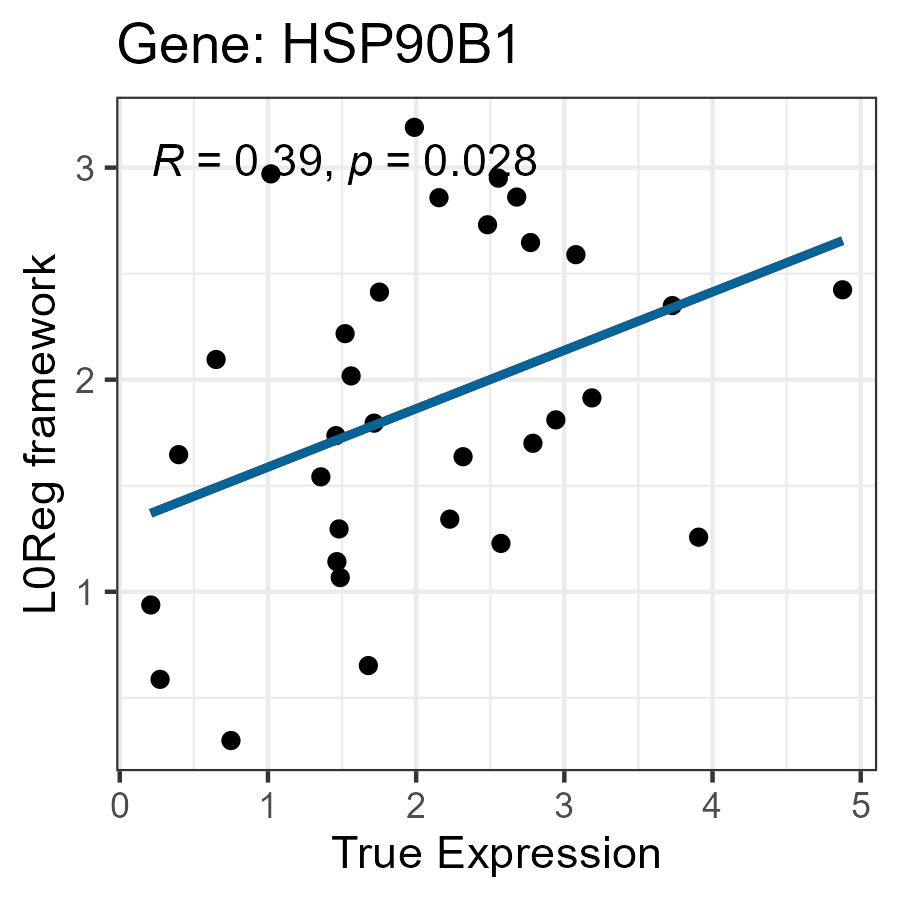 Gene: HSP90B1
R = 0.39, p = 0.028
3
2
1
L0Reg framework
0 1 2 3 4 5
True Expression